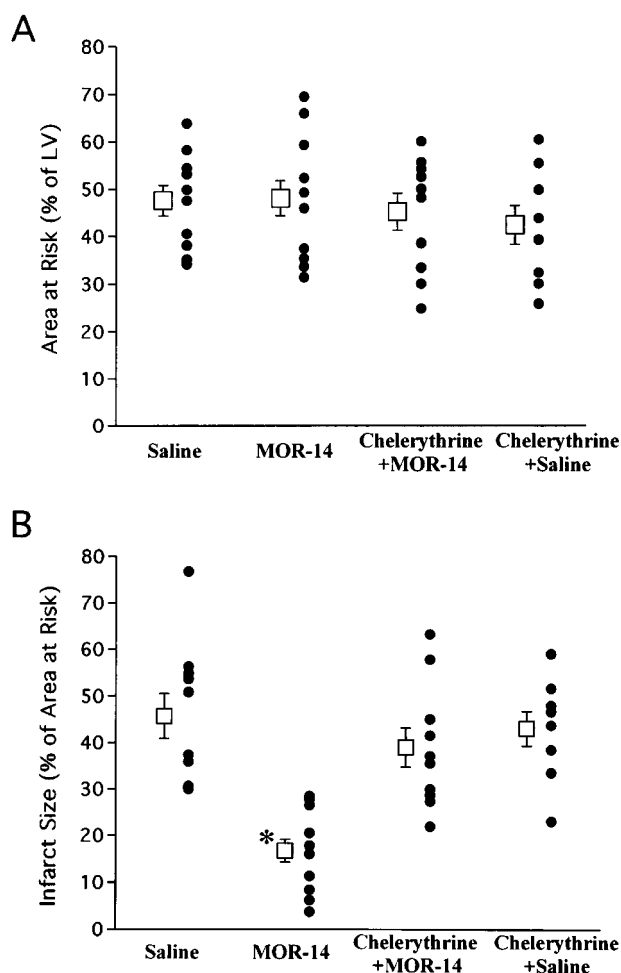 A
Area at Risk (% of LV)
80
70
60
50
40
30
20
10
0
Saline
MOR-14
Chelerythrine
+MOR-14
Chelerythrine
+Saline
B
Infarct Size (% of Area at Risk)
80
70
60
50
40
30
20
10
0
*
Saline
MOR-14
Chelerythrine
+MOR-14
Chelerythrine
+Saline